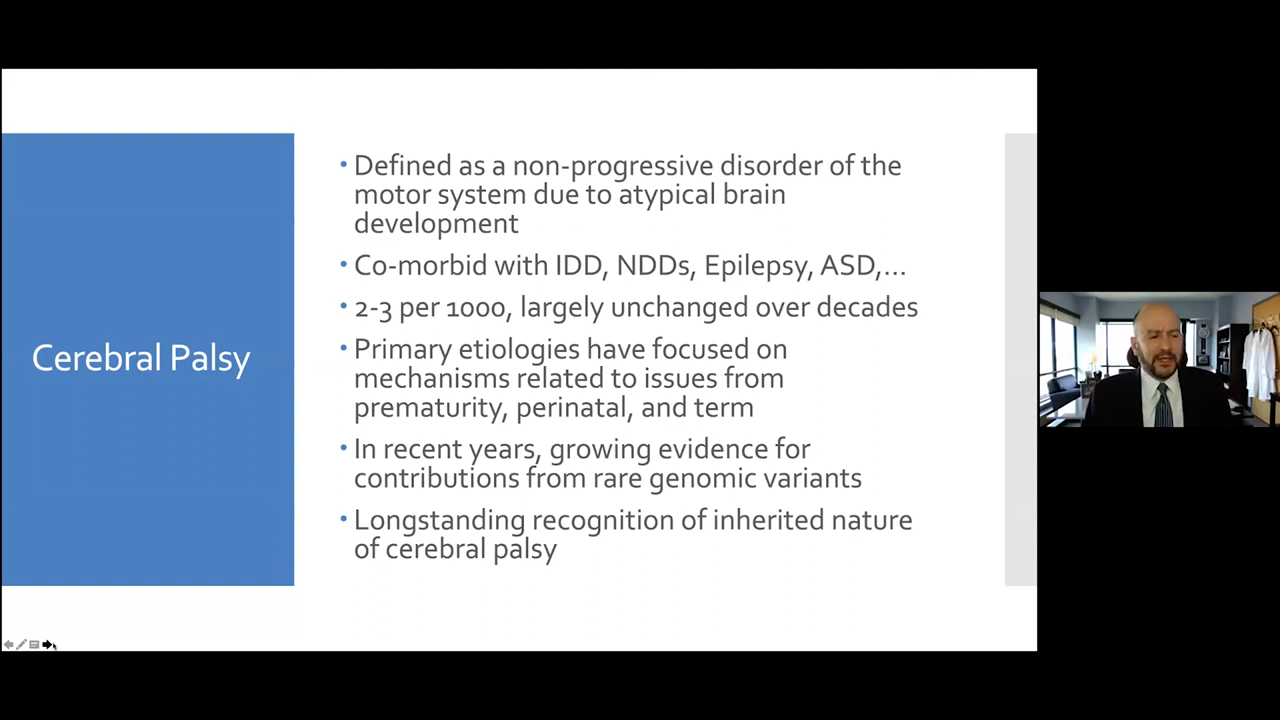 Cerebral Palsy
• Defined as a non-progressive disorder of the
motor system due to atypical brain
development
• Co-morbid with IDD, NDDs, Epilepsy, ASD,...
• 2-3 per 1000, largely unchanged over decades
• Primary etiologies have focused on
mechanisms related to issues from
prematurity, perinatal, and term
• In recent years, growing evidence for
contributions from rare genomic variants
• Longstanding recognition of inherited nature
of cerebral palsy